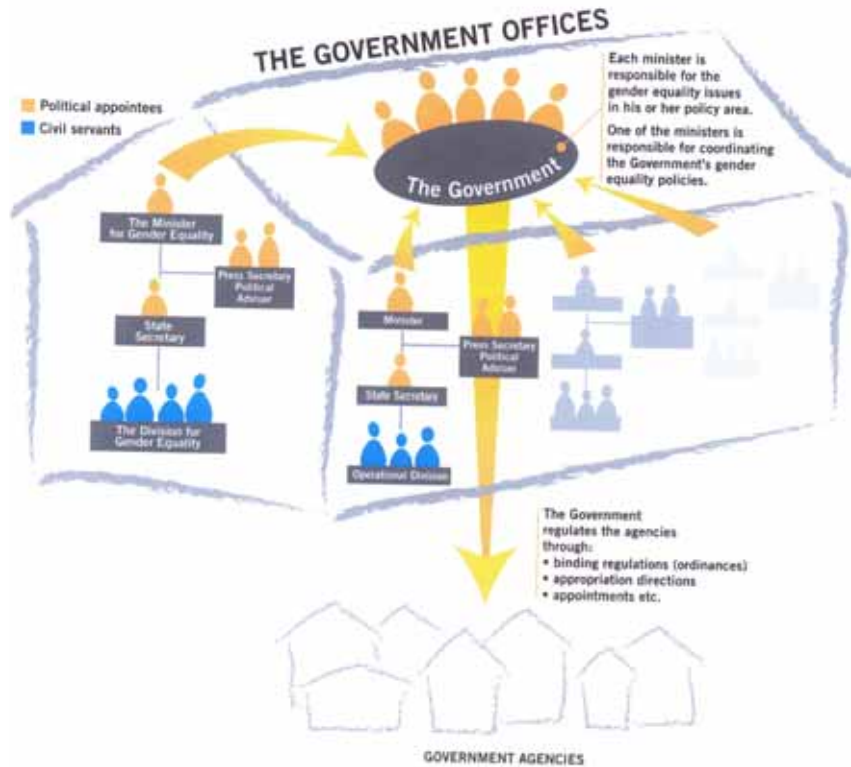 THE GOVERNMENT OFFICES
Political appointees
Civil servants
Each minister is
responsible for the
gender equality issues
in his or her policy area.
One of the ministers is
responsible for coordinating
the Government's gender
equality policies.
The Government
The Minister
for Gender Equality
Press Secretary
Political
Adviser
State
Secretary
The Division for
Gender Equality
Minister
Press Secretary
Political
Adviser
State Secretary
Operational Division
The Government
regulates the agencies
through:
• binding regulations (ordinances)
• appropriation directions
• appointments etc.
GOVERNMENT AGENCIES